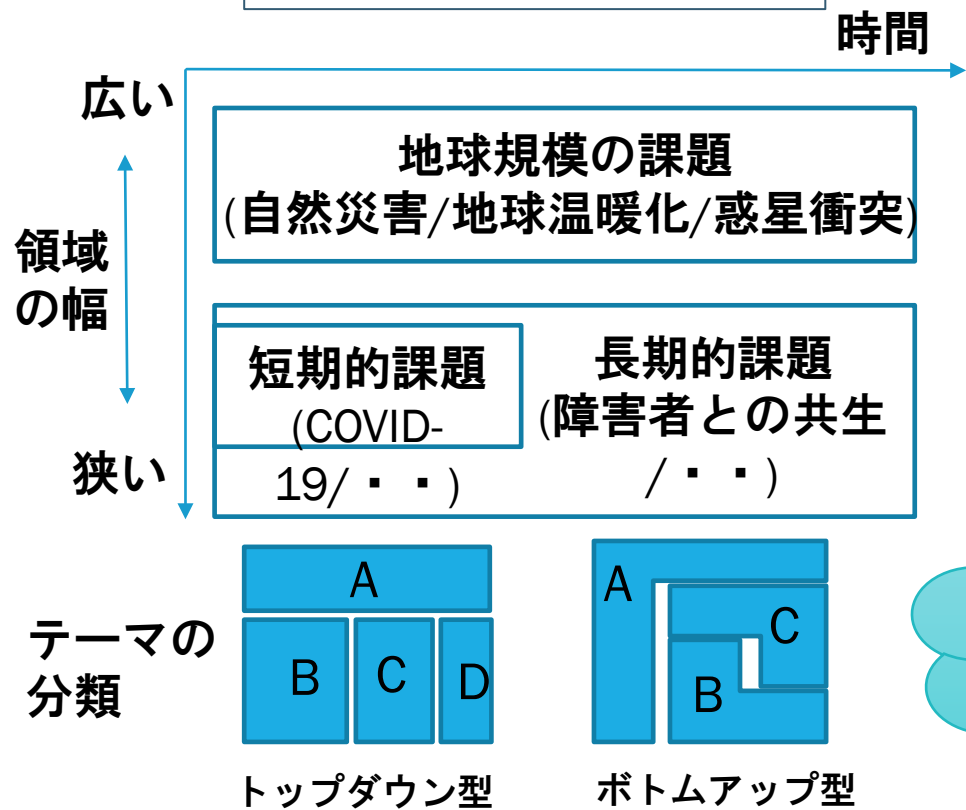 時間
広い
地球規模の課題
(自然災害/地球温暖化/惑星衝突)
領域
の幅
短期的課題
(COVID-
19/・・)
長期的課題
(障害者との共生
/・・)
狭い
テーマの
分類
A
B
C
D
A
C
B
トップダウン型
ボトムアップ型